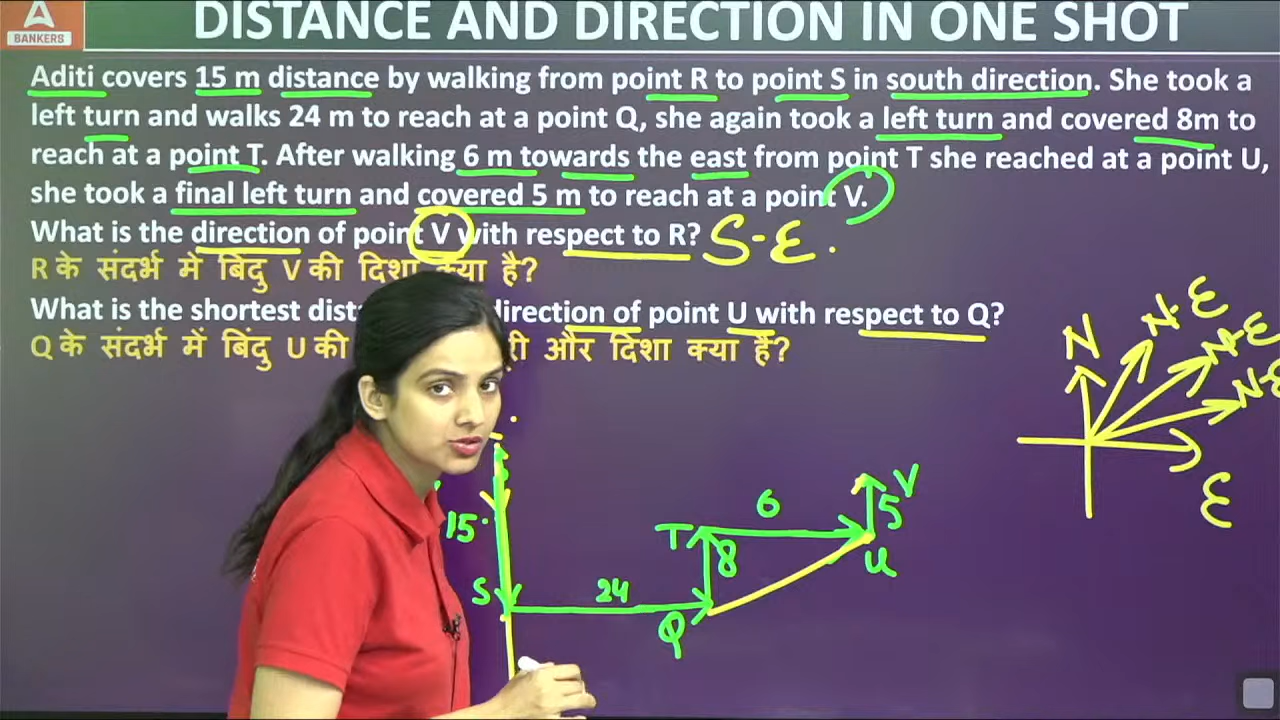 A
BANKERS
DISTANCE AND DIRECTION IN ONE SHOT
Aditi covers 15 m distance by walking from point R to point S in south direction. She took a
left turn and walks 24 m to reach at a point Q, she again took a left turn and covered 8m to
reach at a point T. After walking 6 m towards the east from point T she reached at a point U,
she took a final left turn and covered 5 m to reach at a point V.
What is the direction of point V with respect to R? S-E.
R के संदर्भ में बिंदु V की दिशा क्या है?
What is the shortest direction of point U with respect to Q?
Q के संदर्भ में बिंदु U की और दिशा क्या हैं?
N N-E
N-E
N-E
E
15
S 24 Q
T 8 6 U
5 V